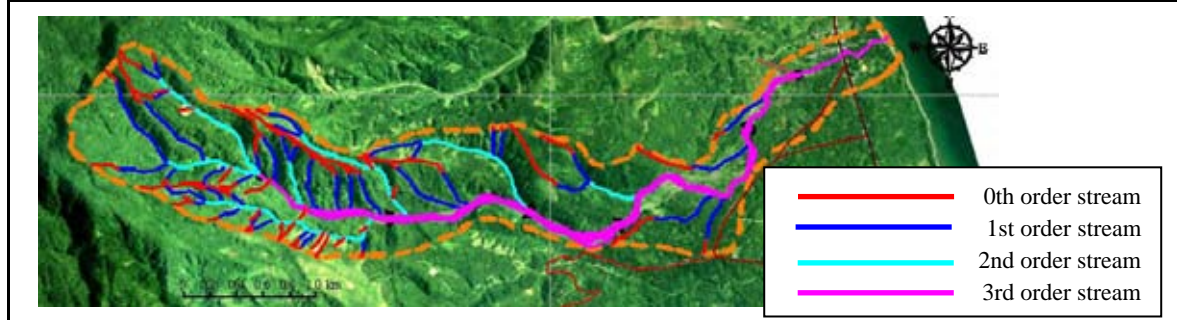 E
0th order stream
1st order stream
2nd order stream
3rd order stream